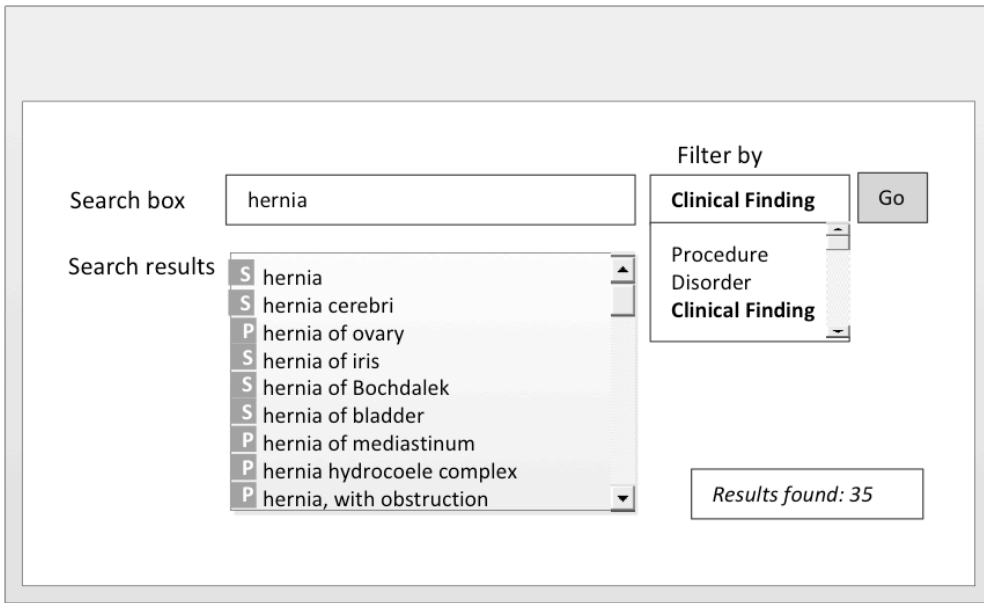 Filter by
Search box
hernia
Clinical Finding
Go
Search results
S hernia
S hernia cerebri
P hernia of ovary
S hernia of iris
S hernia of Bochdalek
S hernia of bladder
P hernia of mediastinum
P hernia hydrocoele complex
P hernia, with obstruction
Procedure
Disorder
Clinical Finding
Results found: 35